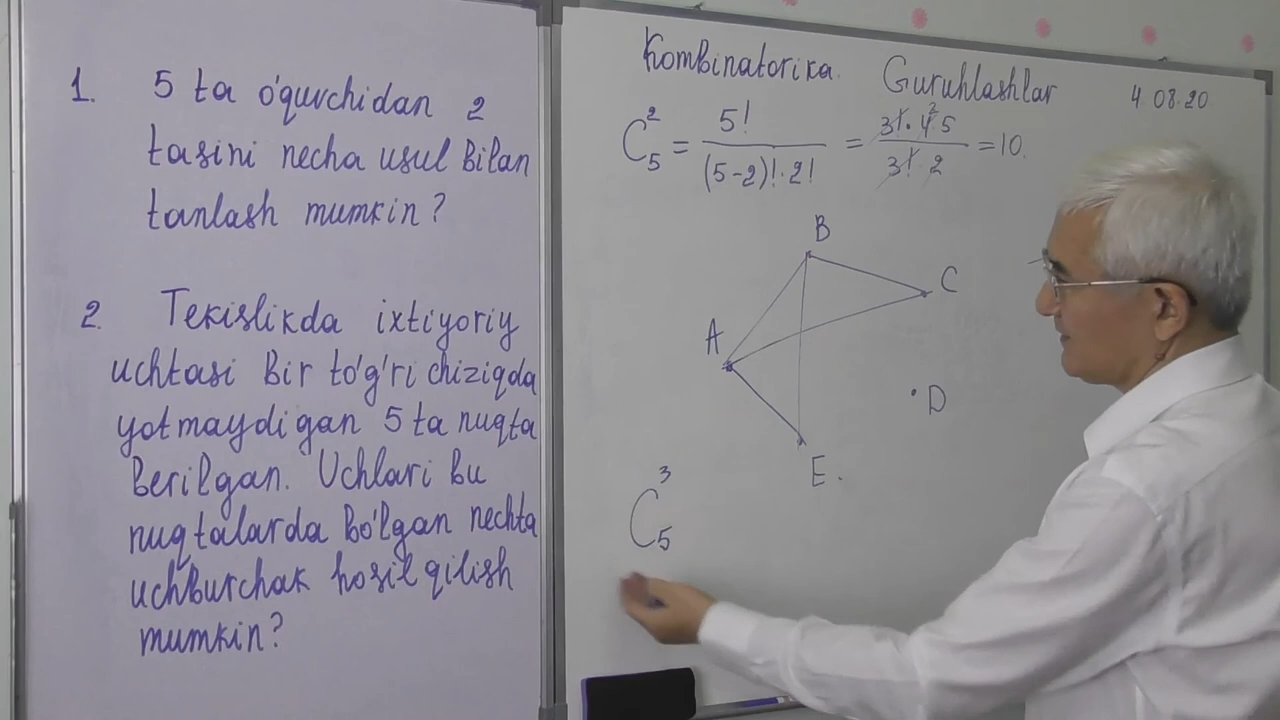 1. 5 ta o'quvchidan 2
tasini necha usul bilan
tanlash mumkin?
2. Tekislikda ixtiyoriy
uchtasi bir to'g'ri chiziqda
yotmaydigan 5 ta nuqta
berilgan. Uchlari bu
nuqtalarda bo'lgan nechta
uchburchak hosil qilish
mumkin?
Kombinatorika. Guruhlashlar 4.08.20
C₅² = 5! / (5-2)!·2! = 3!·4²·5 / 3!·2 = 10.
B
C
A
D
E.
C₅³